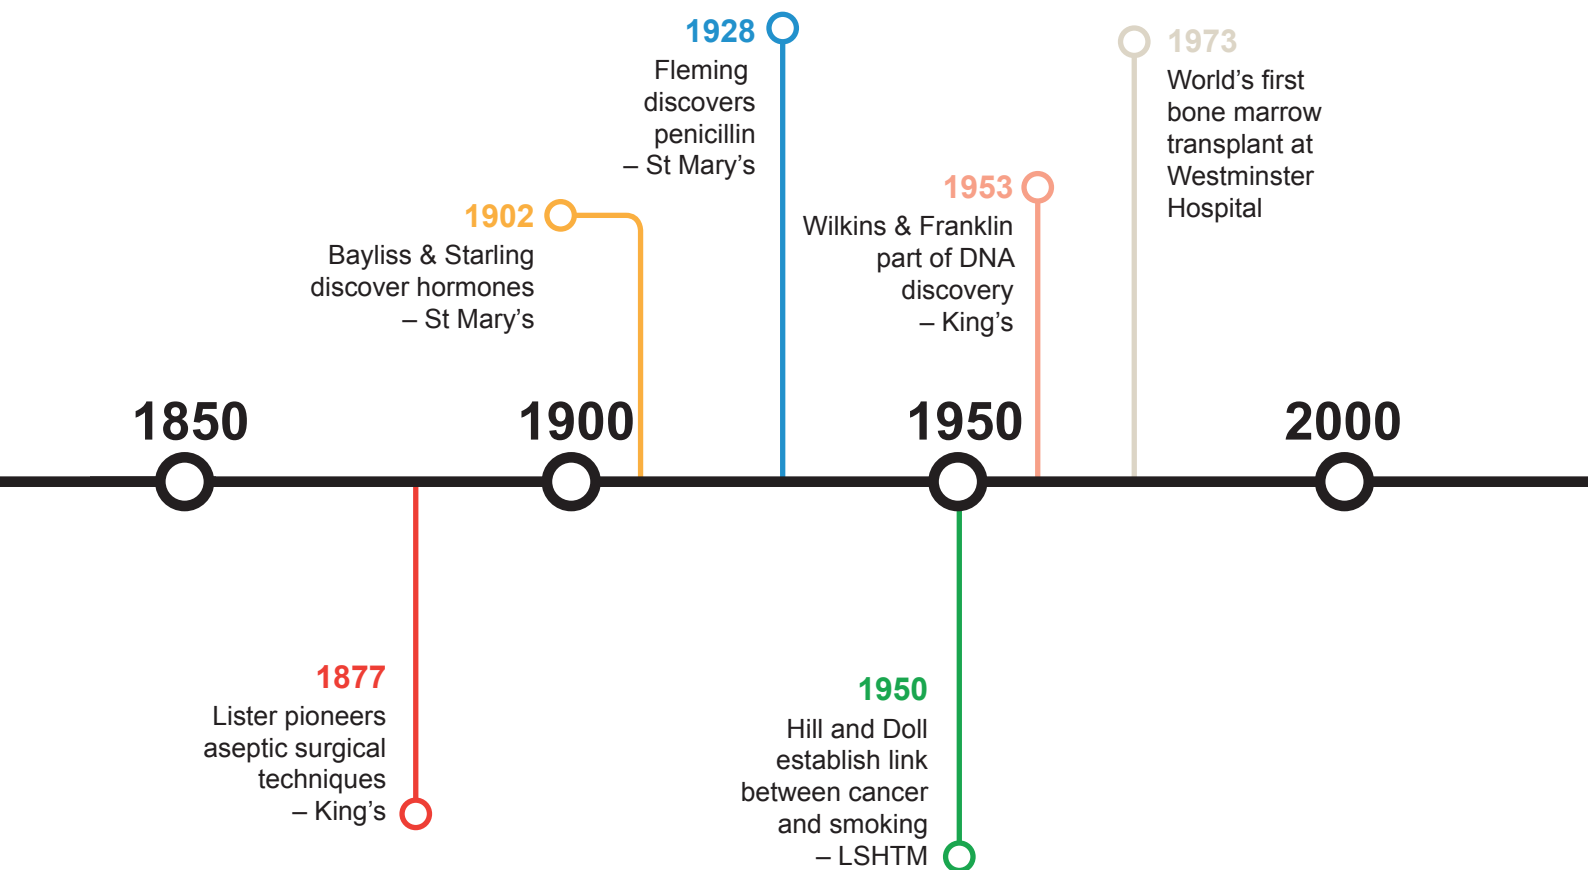 1928
Fleming
discovers
penicillin
– St Mary’s
1973
World’s first
bone marrow
transplant at
Westminster
Hospital
1902
Bayliss & Starling
discover hormones
– St Mary’s
1953
Wilkins & Franklin
part of DNA
discovery
– King’s
1850
1900
1950
2000
1877
Lister pioneers
aseptic surgical
techniques
– King’s
1950
Hill and Doll
establish link
between cancer
and smoking
– LSHTM